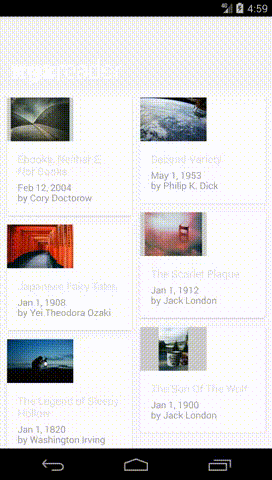 4:59
Ebooks, Neither E,
Nor Books.
Feb 12, 2004
by Cory Doctorow
Second Variety
May 1, 1953
by Philip K. Dick
Japanese Fairy Tales
Jan 1, 1908
by Yei Theodora Ozaki
The Scarlet Plague
Jan 1, 1912
by Jack London
The Legend of Sleepy
Hollow
Jan 1, 1820
by Washington Irving
The Son Of The Wolf
Jan 1, 1900
by Jack London